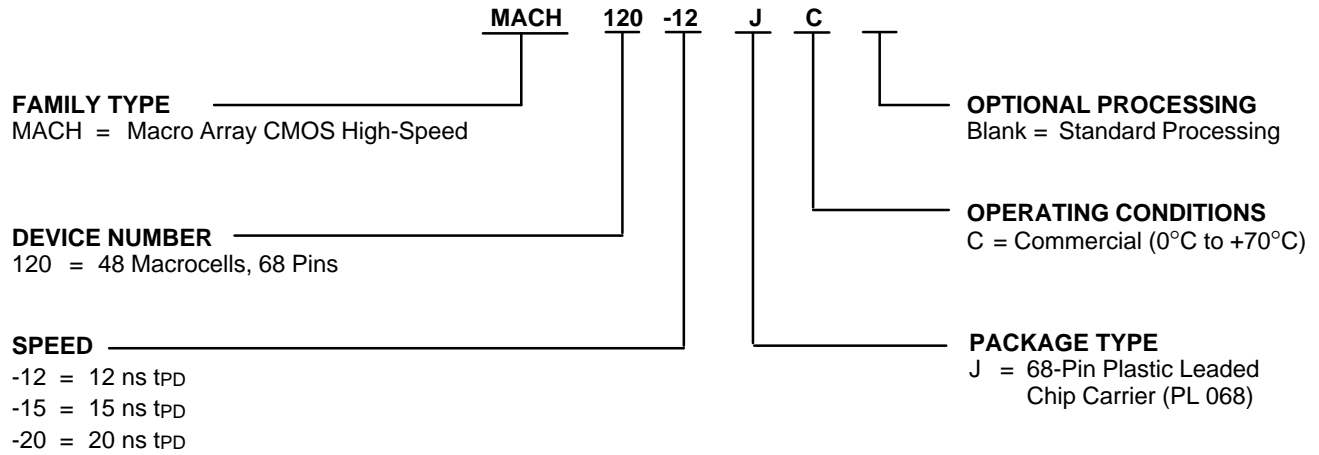 MACH 120 -12 J C
FAMILY TYPE
MACH = Macro Array CMOS High-Speed
DEVICE NUMBER
120 = 48 Macrocells, 68 Pins
SPEED
-12 = 12 ns tPD
-15 = 15 ns tPD
-20 = 20 ns tPD
OPTIONAL PROCESSING
Blank = Standard Processing
OPERATING CONDITIONS
C = Commercial (0°C to +70°C)
PACKAGE TYPE
J = 68-Pin Plastic Leaded
Chip Carrier (PL 068)